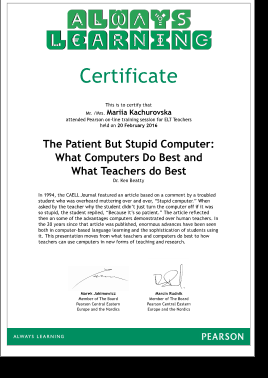 ALWAYS
LEARNING
Certificate
This is to certify that
Mr. /Mrs. Mariia Kachurovska
attended Pearson on-line training session for ELT Teachers
held on 20 February 2016
The Patient But Stupid Computer:
What Computers Do Best and
What Teachers do Best
Dr. Ken Beatty
In 1994, the CAELL Journal featured an article based on a comment by a troubled
student who was overheard muttering over and over, "Stupid computer." When
asked by the teacher why the student didn't just turn the computer off if it was
so stupid, the student replied, "Because it's so patient." The article reflected
then on some of the advantages computers demonstrated over human teachers. In
the 20 years since that article was published, enormous advances have been seen
both in computer-based language learning and the sophistication of students using
it. This presentation moves from what teachers and computers do best to how
teachers can use computers in new forms of teaching and research.
Marek Jakimowicz
Member of The Board
Pearson Central Eastern
Europe and the Nordics
Marcin Rudnik
Member of The Board
Pearson Central Eastern
Europe and the Nordics
ALWAYS LEARNING
PEARSON